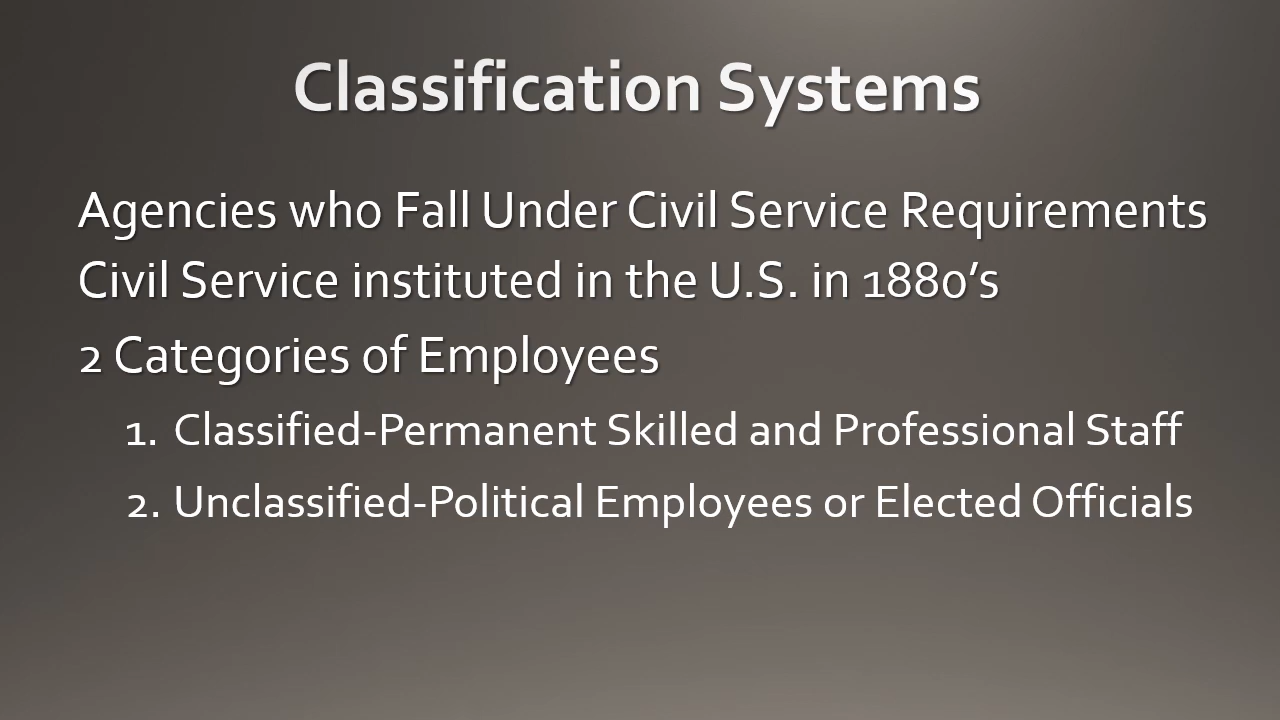 Classification Systems
Agencies who Fall Under Civil Service Requirements
Civil Service instituted in the U.S. in 1880’s
2 Categories of Employees
1. Classified-Permanent Skilled and Professional Staff
2. Unclassified-Political Employees or Elected Officials